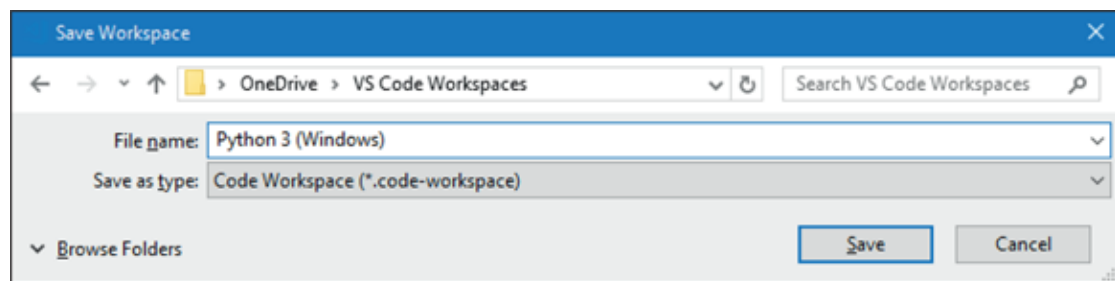 Save Workspace
OneDrive > VS Code Workspaces
Search VS Code Workspaces
File name: Python 3 (Windows)
Save as type: Code Workspace (*.code-workspace)
Browse Folders
Save
Cancel